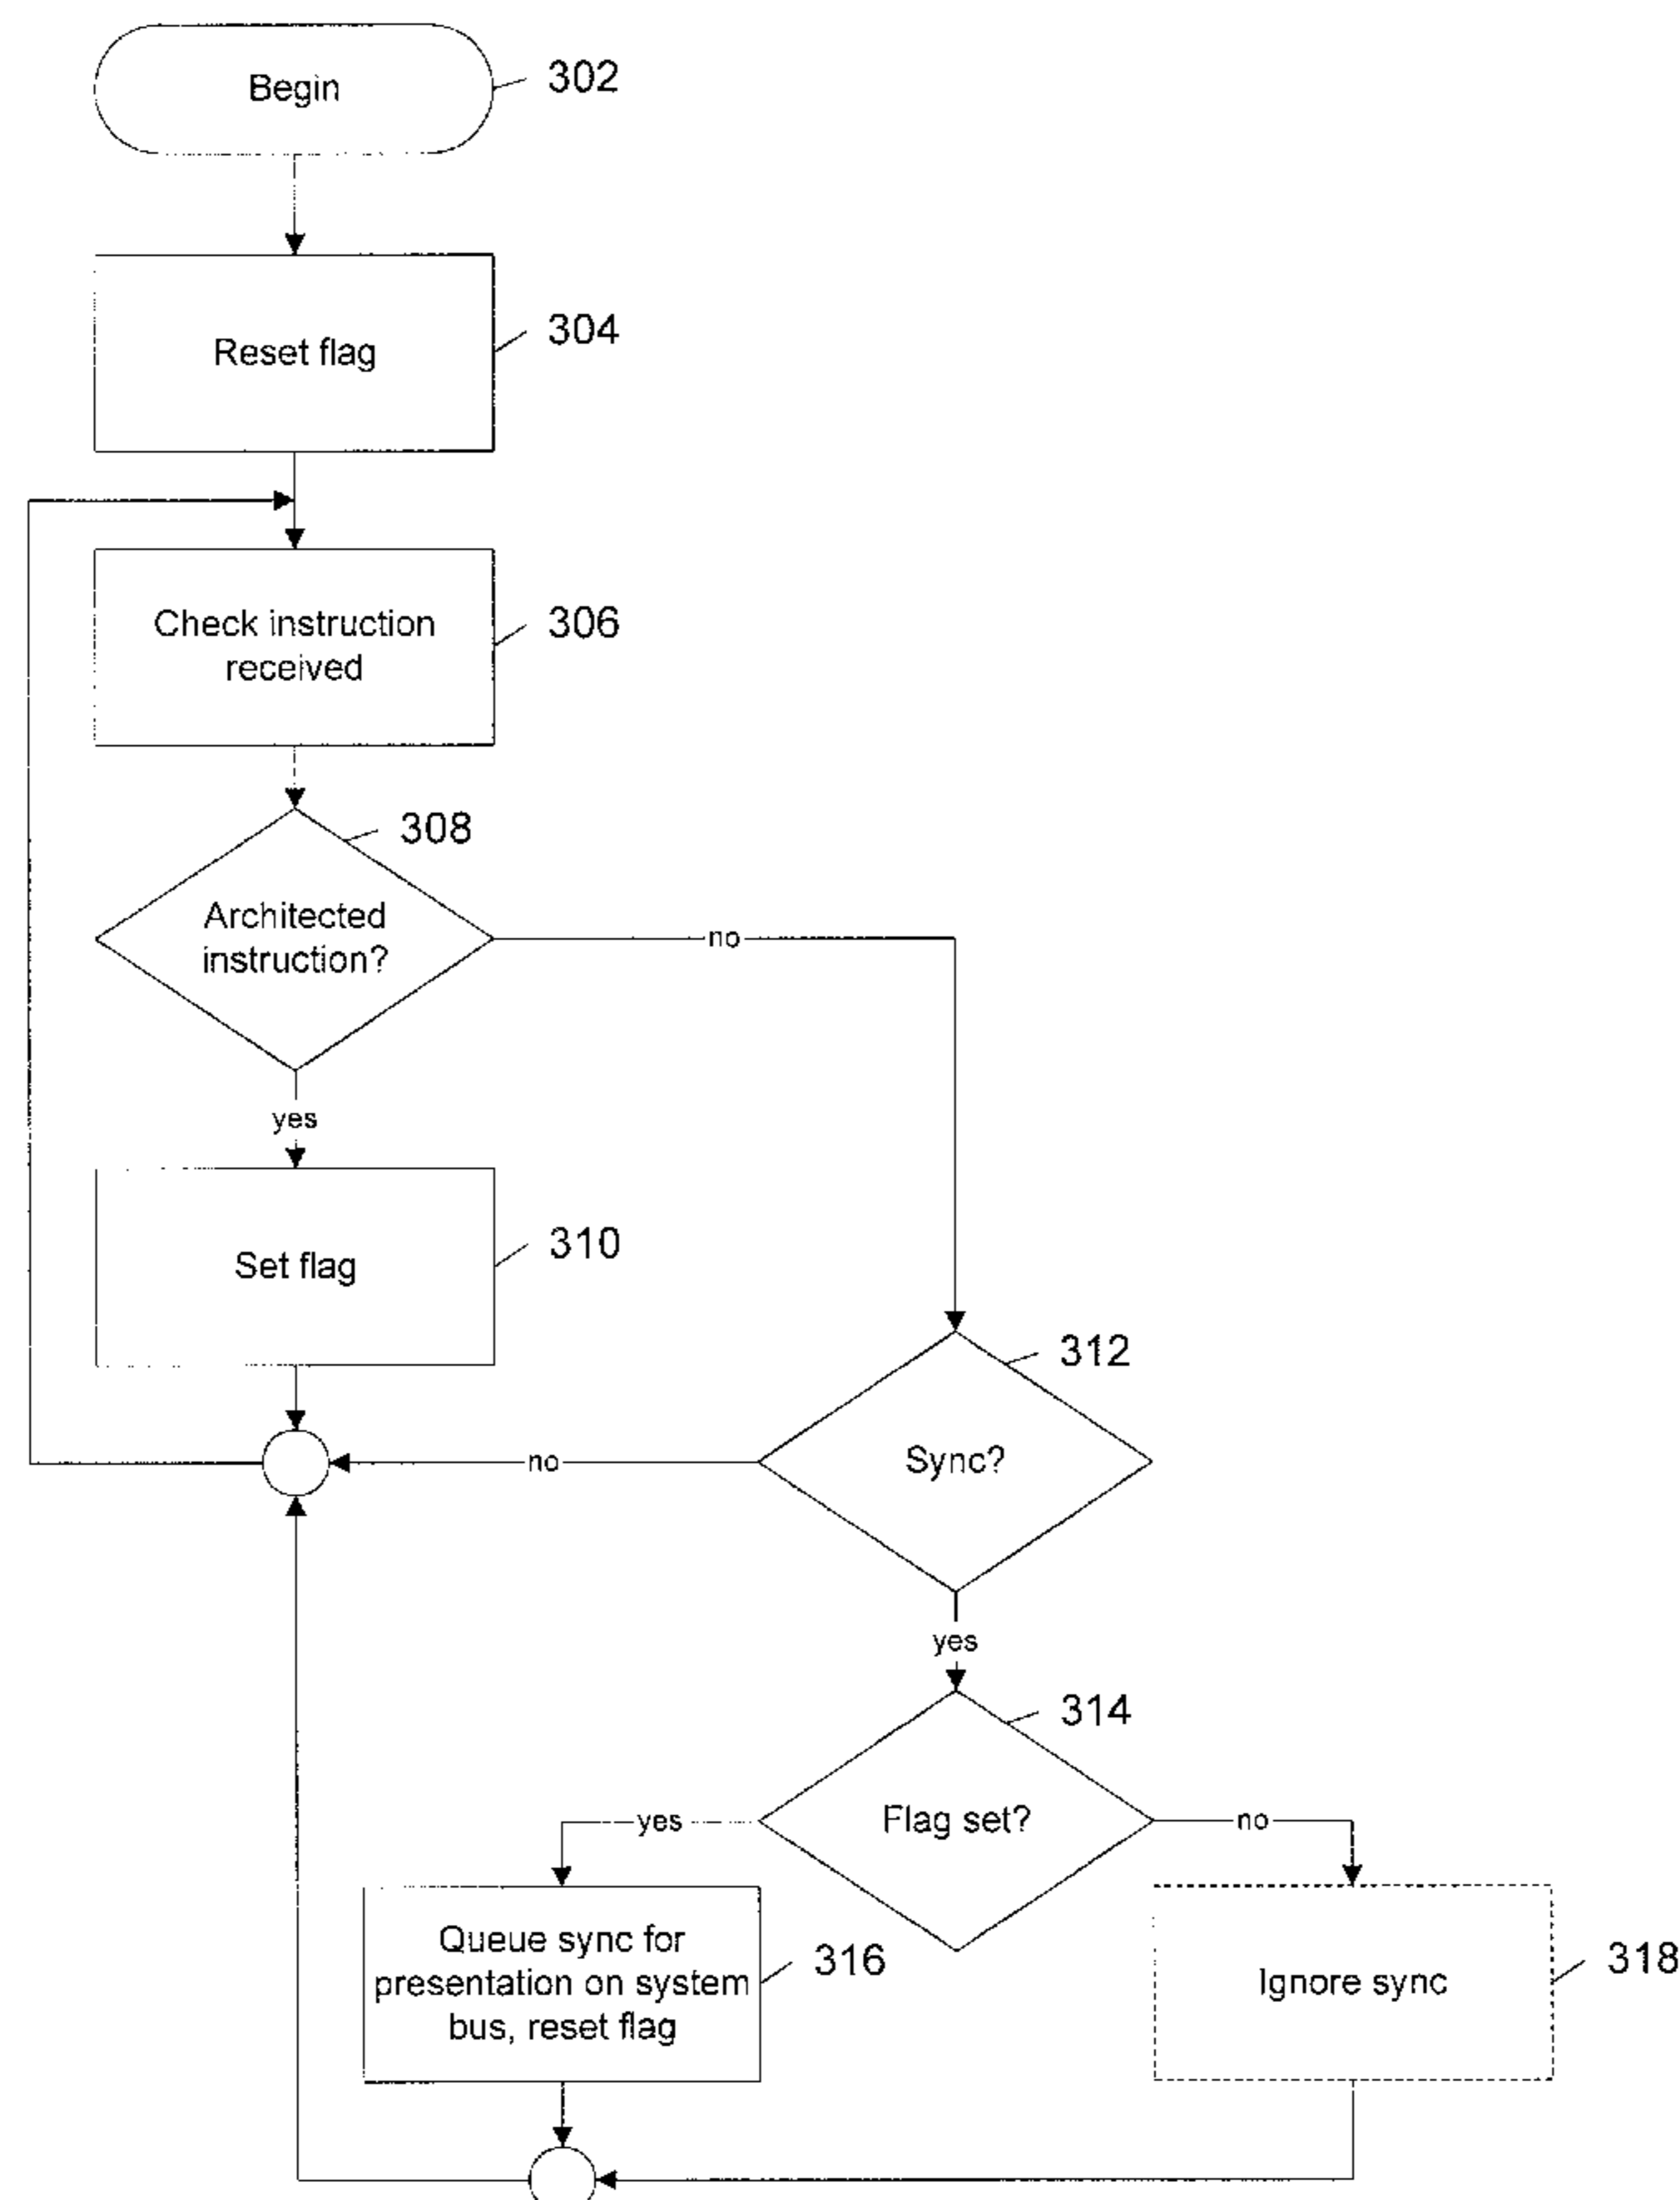 Begin
302
Reset flag
304
Check instruction
received
306
308
Architected
instruction?
no
yes
Set flag
310
312
Sync?
no
yes
314
Flag set?
yes
no
Queue sync for
presentation on system
bus, reset flag
316
Ignore sync
318